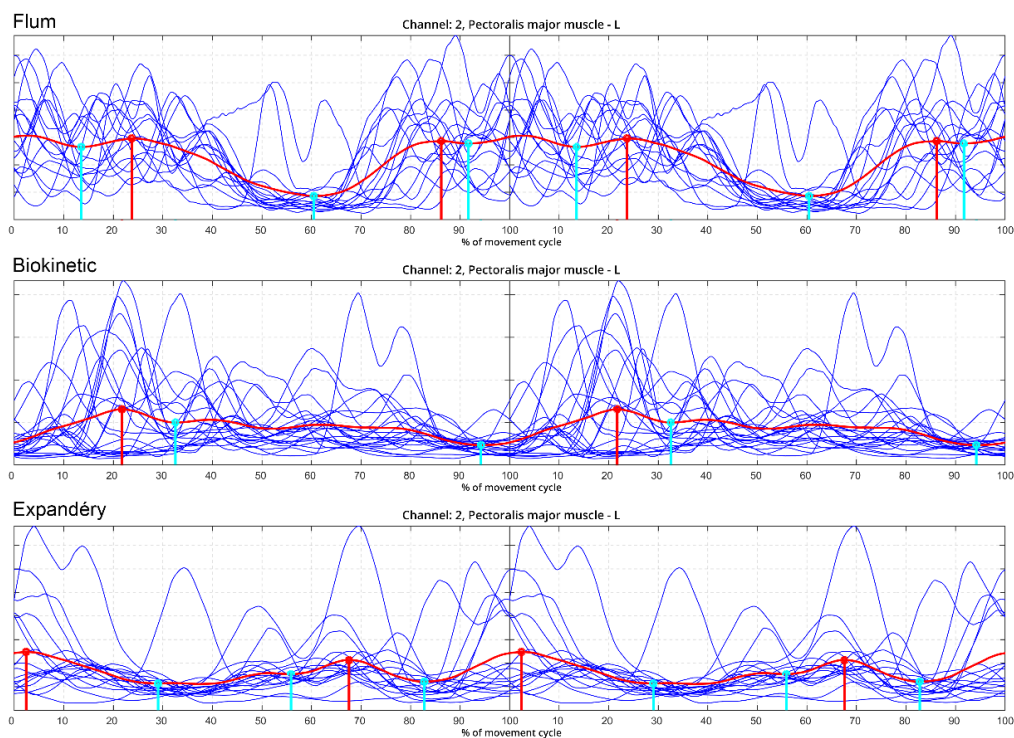 Flum
Channel: 2, Pectoralis major muscle - L
0 10 20 30 40 50 60 70 80 90 100 10 20 30 40 50 60 70 80 90 100
% of movement cycle
Biokinetic
Channel: 2, Pectoralis major muscle - L
0 10 20 30 40 50 60 70 80 90 100 10 20 30 40 50 60 70 80 90 100
% of movement cycle
Expandéry
Channel: 2, Pectoralis major muscle - L
0 10 20 30 40 50 60 70 80 90 100 10 20 30 40 50 60 70 80 90 100
% of movement cycle